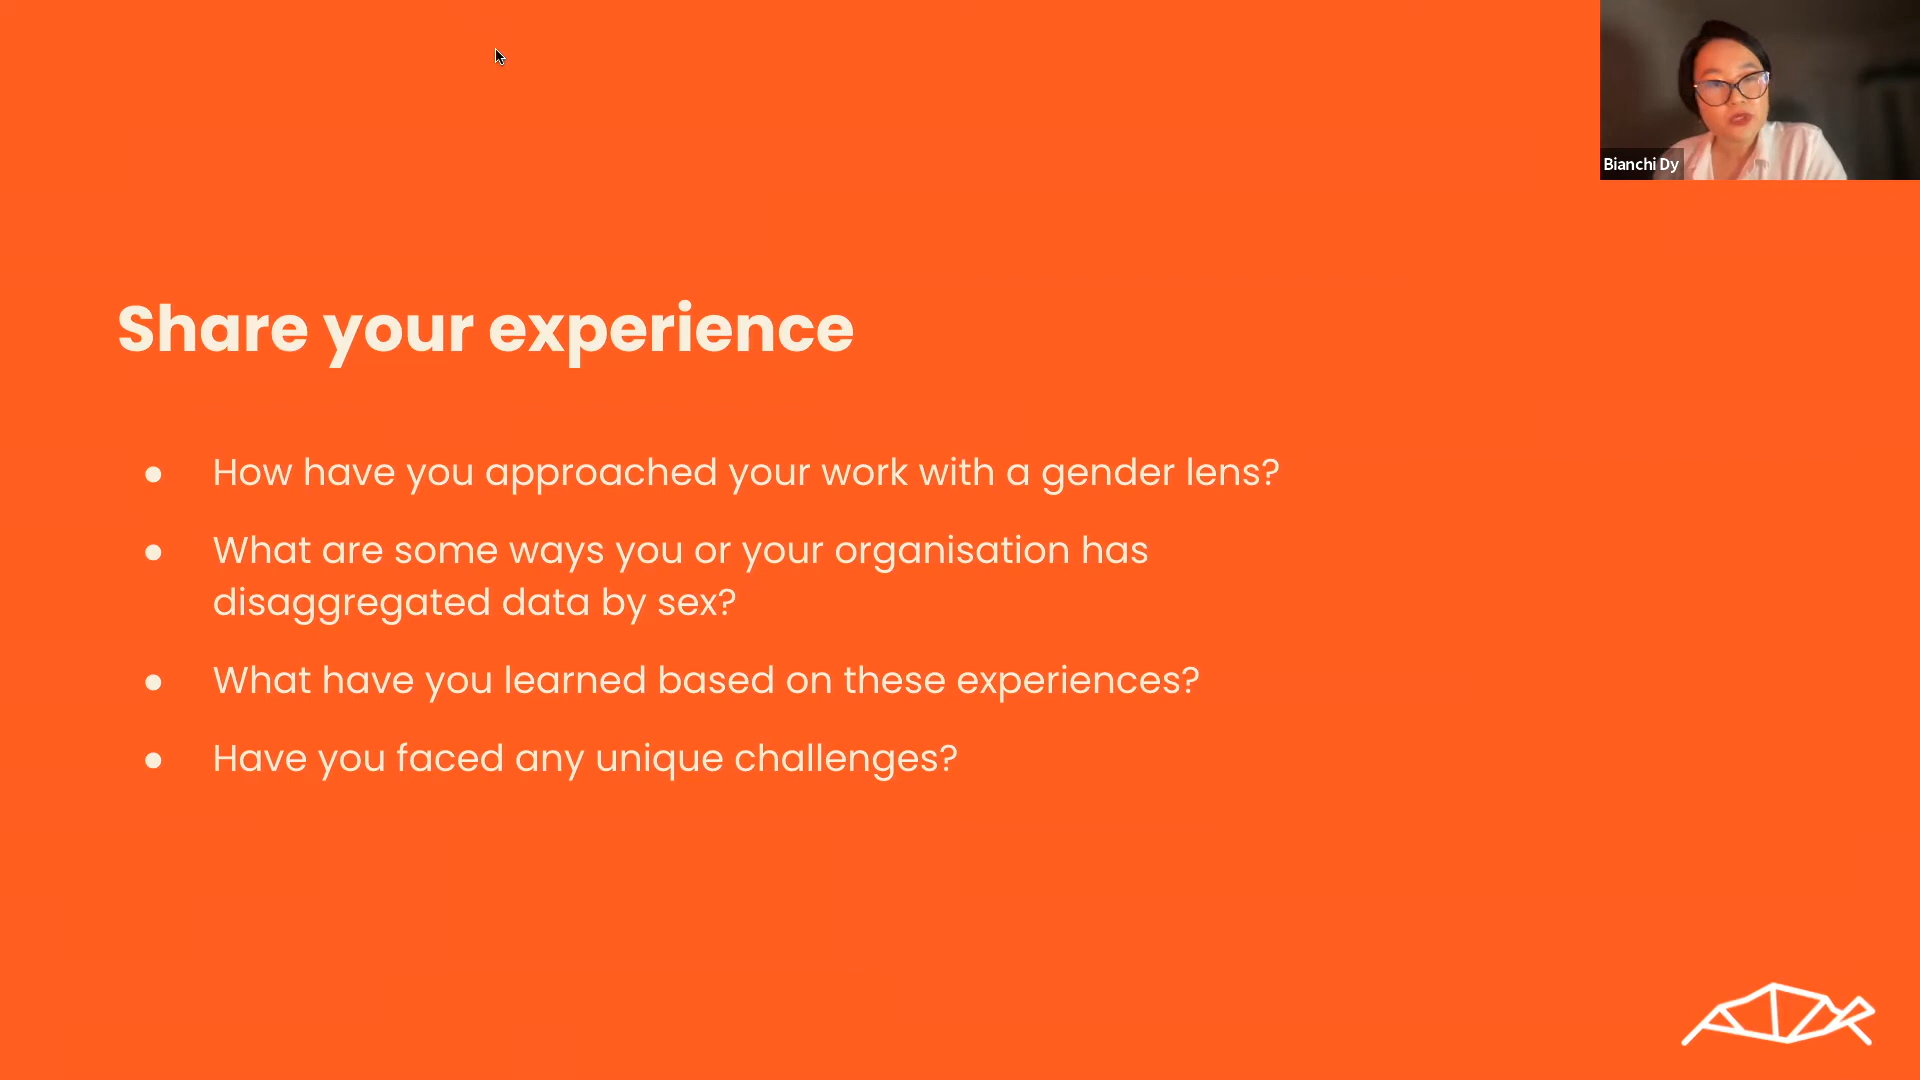 Bianchi Dy
Share your experience
● How have you approached your work with a gender lens?
● What are some ways you or your organisation has
disaggregated data by sex?
● What have you learned based on these experiences?
● Have you faced any unique challenges?